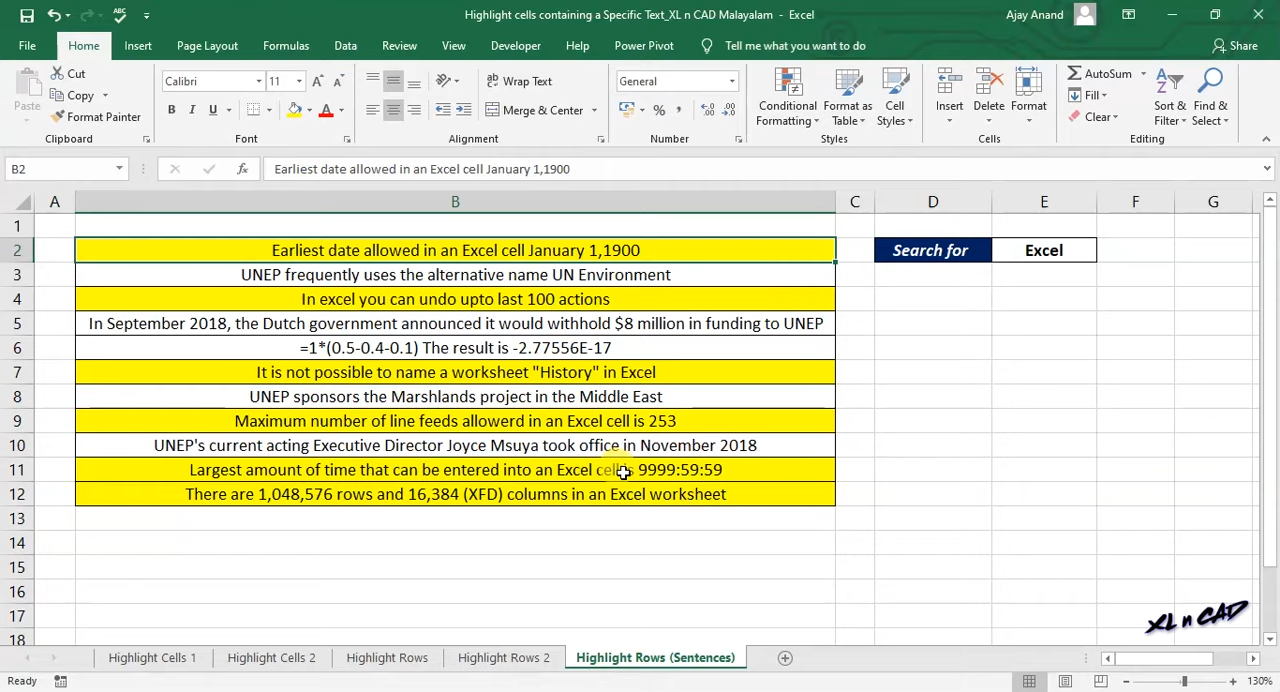 Highlight cells containing a Specific Text_XL n CAD Malayalam - Excel
Ajay Anand
File Home Insert Page Layout Formulas Data Review View Developer Help Power Pivot Tell me what you want to do Share
Paste
Cut
Copy
Format Painter
Clipboard
Calibri 11
B I U
Font
Wrap Text
Merge & Center
Alignment
General
%
Number
Conditional Formatting
Format as Table
Cell Styles
Styles
Insert Delete Format
Cells
AutoSum
Fill
Clear
Sort & Filter
Find & Select
Editing
B2 fx Earliest date allowed in an Excel cell January 1,1900
A B C D E F G
1
2 Earliest date allowed in an Excel cell January 1,1900 Search for Excel
3 UNEP frequently uses the alternative name UN Environment
4 In excel you can undo upto last 100 actions
5 In September 2018, the Dutch government announced it would withhold $8 million in funding to UNEP
6 =1*(0.5-0.4-0.1) The result is -2.77556E-17
7 It is not possible to name a worksheet "History" in Excel
8 UNEP sponsors the Marshlands project in the Middle East
9 Maximum number of line feeds allowerd in an Excel cell is 253
10 UNEP's current acting Executive Director Joyce Msuya took office in November 2018
11 Largest amount of time that can be entered into an Excel cell is 9999:59:59
12 There are 1,048,576 rows and 16,384 (XFD) columns in an Excel worksheet
13
14
15
16
17
18
XL n CAD
Highlight Cells 1 Highlight Cells 2 Highlight Rows Highlight Rows 2 Highlight Rows (Sentences)
Ready 130%